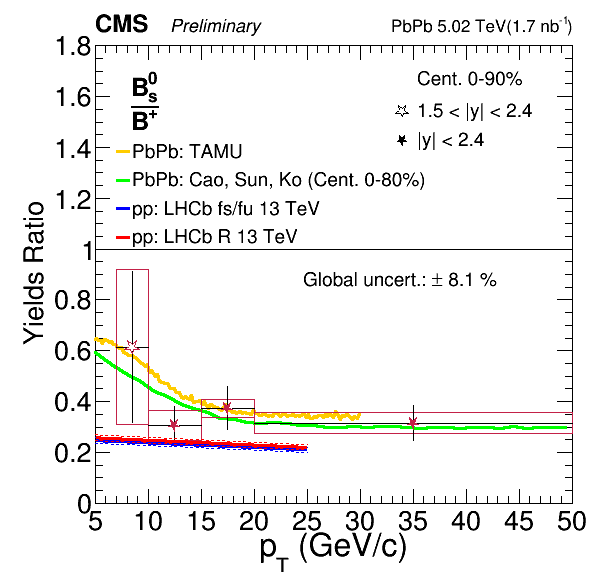 CMS Preliminary PbPb 5.02 TeV(1.7 nb⁻¹)
B⁰ₛ / B⁺
Cent. 0-90%
1.5 < |y| < 2.4
|y| < 2.4
PbPb: TAMU
PbPb: Cao, Sun, Ko (Cent. 0-80%)
pp: LHCb fs/fu 13 TeV
pp: LHCb R 13 TeV
Global uncert.: ± 8.1 %
Yields Ratio
1.8
1.6
1.4
1.2
1
0.8
0.6
0.4
0.2
0
5 10 15 20 25 30 35 40 45 50
p_T (GeV/c)